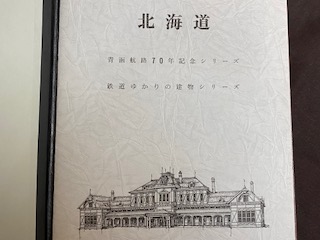 北海道
青函航路70年記念シリーズ
鉄道ゆかりの建物シリーズ